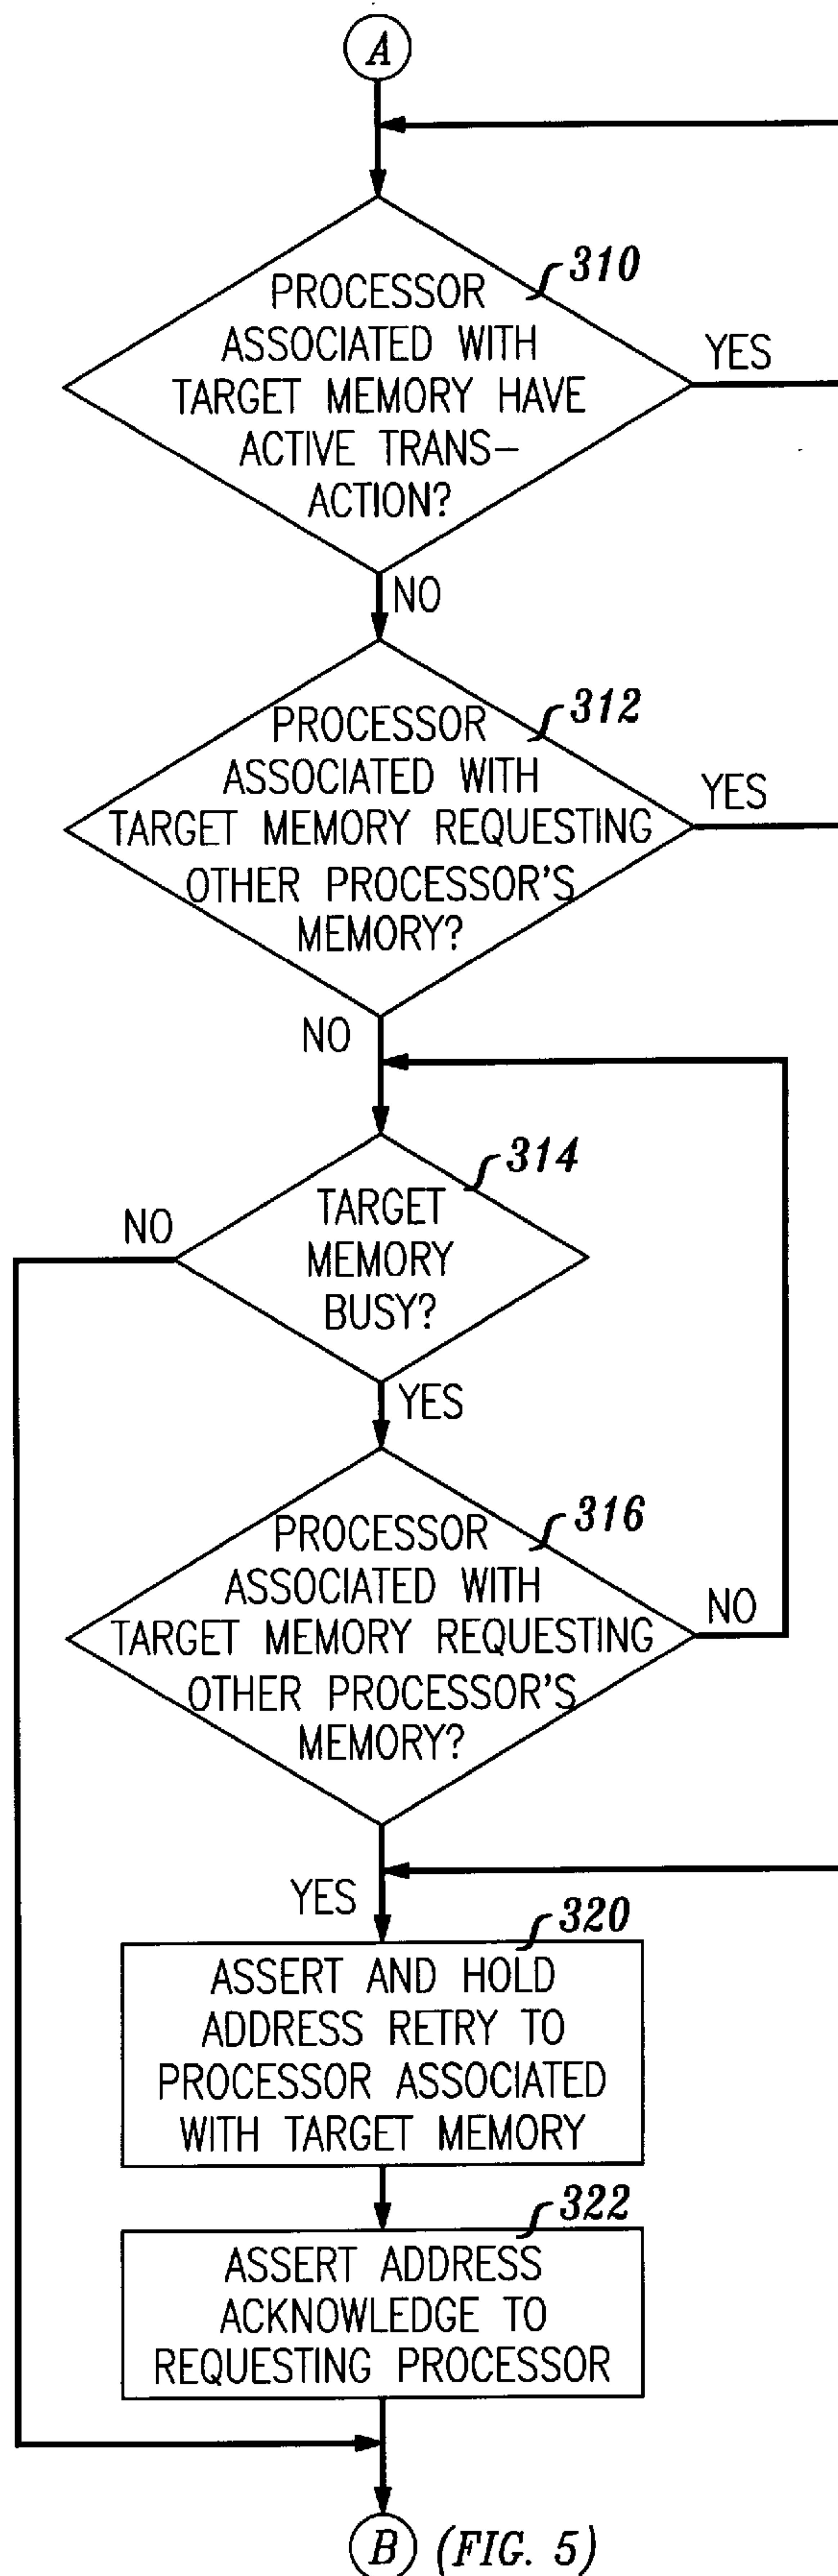 A
310
PROCESSOR
ASSOCIATED WITH
TARGET MEMORY HAVE
ACTIVE TRANS-
ACTION?
YES
NO
312
PROCESSOR
ASSOCIATED WITH
TARGET MEMORY REQUESTING
OTHER PROCESSOR'S
MEMORY?
YES
NO
314
TARGET
MEMORY
BUSY?
NO
YES
316
PROCESSOR
ASSOCIATED WITH
TARGET MEMORY REQUESTING
OTHER PROCESSOR'S
MEMORY?
NO
YES
320
ASSERT AND HOLD
ADDRESS RETRY TO
PROCESSOR ASSOCIATED
WITH TARGET MEMORY
322
ASSERT ADDRESS
ACKNOWLEDGE TO
REQUESTING PROCESSOR
B (FIG. 5)